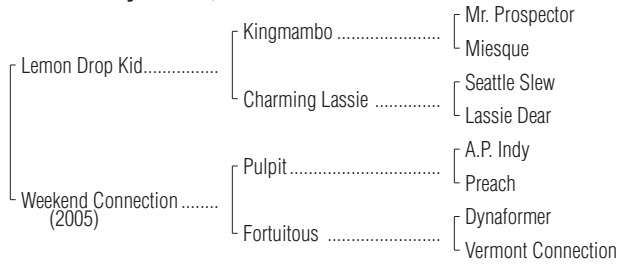 Mr. Prospector
Kingmambo ......................
Miesque
Lemon Drop Kid................
Seattle Slew
Charming Lassie ..............
Lassie Dear
A.P. Indy
Pulpit................................
Preach
Weekend Connection ........
(2005)
Dynaformer
Fortuitous ........................
Vermont Connection